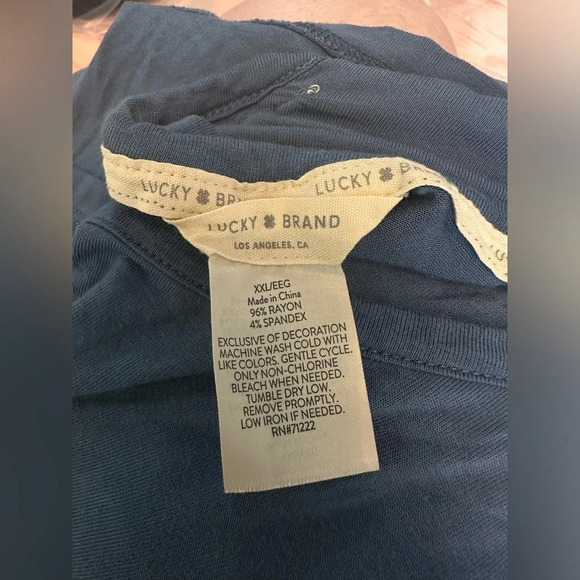 LUCKY BRAND
LUCKY
LUCKY BRAND
LOS ANGELES, CA
XXL/EEG
Made in China
96% RAYON
4% SPANDEX
EXCLUSIVE OF DECORATION
MACHINE WASH COLD WITH
LIKE COLORS. GENTLE CYCLE.
ONLY NON-CHLORINE
BLEACH WHEN NEEDED.
TUMBLE DRY LOW.
REMOVE PROMPTLY.
LOW IRON IF NEEDED.
RN#71222